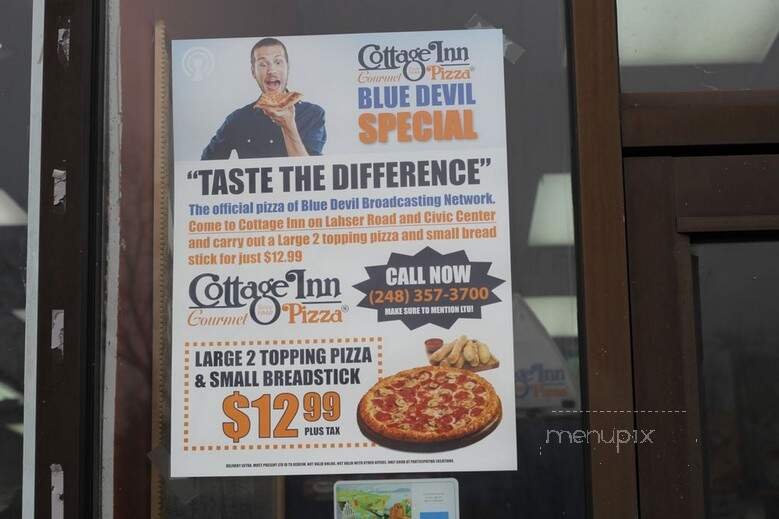 Cottage Inn
Gourmet Pizza®
BLUE DEVIL
SPECIAL
“TASTE THE DIFFERENCE”
The official pizza of Blue Devil Broadcasting Network.
Come to Cottage Inn on Lahser Road and Civic Center
and carry out a Large 2 topping pizza and small bread
stick for just $12.99
Cottage Inn
Gourmet Pizza®
CALL NOW
(248) 357-3700
MAKE SURE TO MENTION LTU!
LARGE 2 TOPPING PIZZA
& SMALL BREADSTICK
$12 99
PLUS TAX
menupix